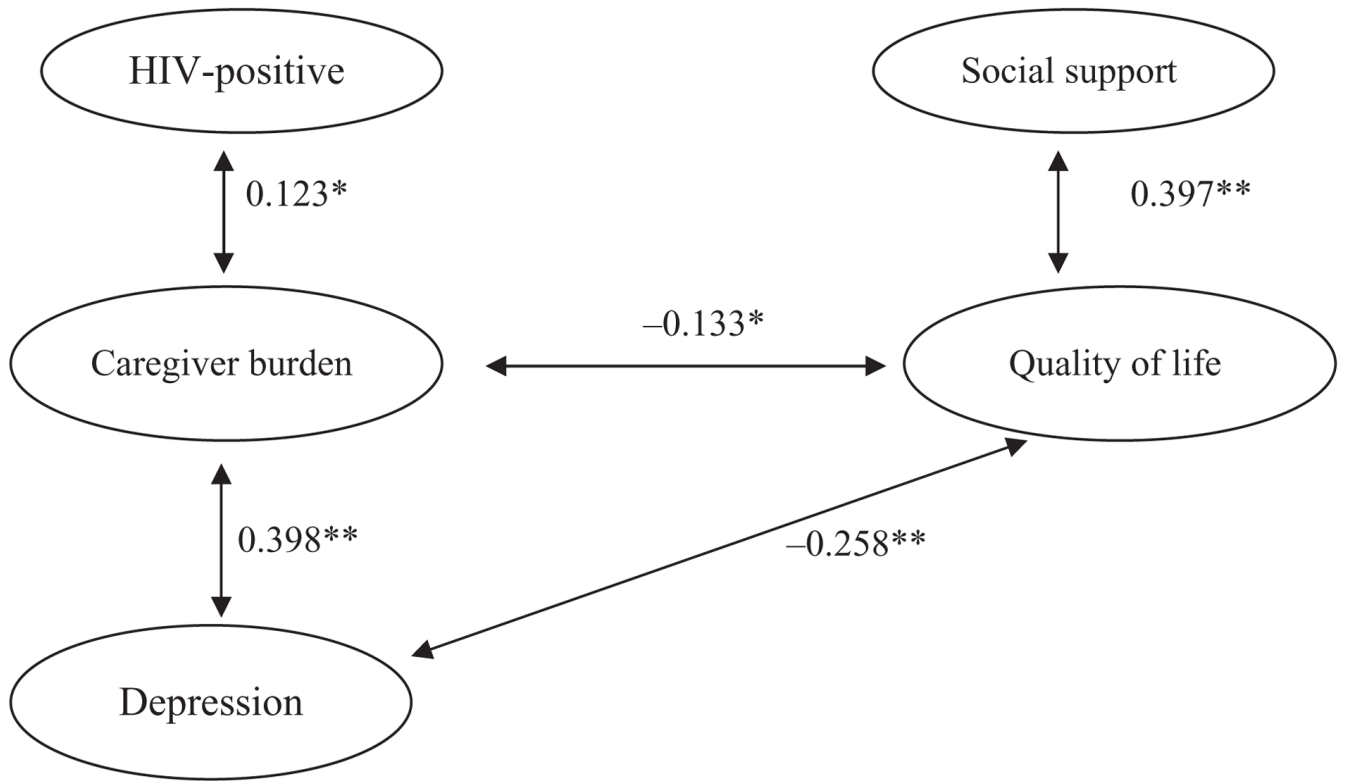 HIV-positive
Social support
0.123*
0.397**
–0.133*
Caregiver burden
Quality of life
0.398**
–0.258**
Depression